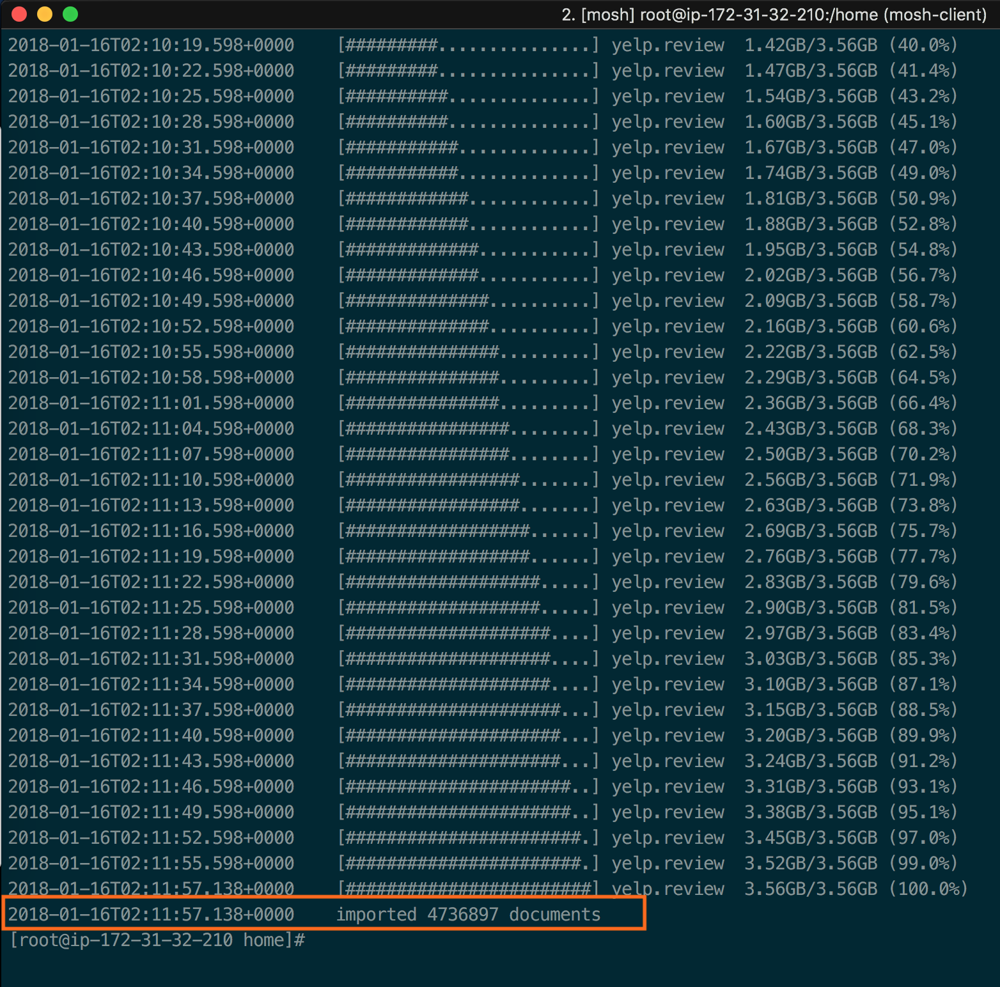 2. [mosh] root@ip-172-31-32-210:/home (mosh-client)
2018-01-16T02:10:19.598+0000    [#########...............] yelp.review  1.42GB/3.56GB (40.0%)
2018-01-16T02:10:22.598+0000    [#########...............] yelp.review  1.47GB/3.56GB (41.4%)
2018-01-16T02:10:25.598+0000    [##########..............] yelp.review  1.54GB/3.56GB (43.2%)
2018-01-16T02:10:28.598+0000    [##########..............] yelp.review  1.60GB/3.56GB (45.1%)
2018-01-16T02:10:31.598+0000    [###########.............] yelp.review  1.67GB/3.56GB (47.0%)
2018-01-16T02:10:34.598+0000    [###########.............] yelp.review  1.74GB/3.56GB (49.0%)
2018-01-16T02:10:37.598+0000    [############............] yelp.review  1.81GB/3.56GB (50.9%)
2018-01-16T02:10:40.598+0000    [############............] yelp.review  1.88GB/3.56GB (52.8%)
2018-01-16T02:10:43.598+0000    [#############...........] yelp.review  1.95GB/3.56GB (54.8%)
2018-01-16T02:10:46.598+0000    [#############...........] yelp.review  2.02GB/3.56GB (56.7%)
2018-01-16T02:10:49.598+0000    [##############..........] yelp.review  2.09GB/3.56GB (58.7%)
2018-01-16T02:10:52.598+0000    [##############..........] yelp.review  2.16GB/3.56GB (60.6%)
2018-01-16T02:10:55.598+0000    [###############.........] yelp.review  2.22GB/3.56GB (62.5%)
2018-01-16T02:10:58.598+0000    [###############.........] yelp.review  2.29GB/3.56GB (64.5%)
2018-01-16T02:11:01.598+0000    [###############.........] yelp.review  2.36GB/3.56GB (66.4%)
2018-01-16T02:11:04.598+0000    [################........] yelp.review  2.43GB/3.56GB (68.3%)
2018-01-16T02:11:07.598+0000    [################........] yelp.review  2.50GB/3.56GB (70.2%)
2018-01-16T02:11:10.598+0000    [#################.......] yelp.review  2.56GB/3.56GB (71.9%)
2018-01-16T02:11:13.598+0000    [#################.......] yelp.review  2.63GB/3.56GB (73.8%)
2018-01-16T02:11:16.598+0000    [##################......] yelp.review  2.69GB/3.56GB (75.7%)
2018-01-16T02:11:19.598+0000    [##################......] yelp.review  2.76GB/3.56GB (77.7%)
2018-01-16T02:11:22.598+0000    [###################.....] yelp.review  2.83GB/3.56GB (79.6%)
2018-01-16T02:11:25.598+0000    [###################.....] yelp.review  2.90GB/3.56GB (81.5%)
2018-01-16T02:11:28.598+0000    [####################....] yelp.review  2.97GB/3.56GB (83.4%)
2018-01-16T02:11:31.598+0000    [####################....] yelp.review  3.03GB/3.56GB (85.3%)
2018-01-16T02:11:34.598+0000    [####################....] yelp.review  3.10GB/3.56GB (87.1%)
2018-01-16T02:11:37.598+0000    [#####################...] yelp.review  3.15GB/3.56GB (88.5%)
2018-01-16T02:11:40.598+0000    [#####################...] yelp.review  3.20GB/3.56GB (89.9%)
2018-01-16T02:11:43.598+0000    [#####################...] yelp.review  3.24GB/3.56GB (91.2%)
2018-01-16T02:11:46.598+0000    [######################..] yelp.review  3.31GB/3.56GB (93.1%)
2018-01-16T02:11:49.598+0000    [######################..] yelp.review  3.38GB/3.56GB (95.1%)
2018-01-16T02:11:52.598+0000    [#######################.] yelp.review  3.45GB/3.56GB (97.0%)
2018-01-16T02:11:55.598+0000    [#######################.] yelp.review  3.52GB/3.56GB (99.0%)
2018-01-16T02:11:57.138+0000    [########################] yelp.review  3.56GB/3.56GB (100.0%)
2018-01-16T02:11:57.138+0000    imported 4736897 documents
[root@ip-172-31-32-210 home]#